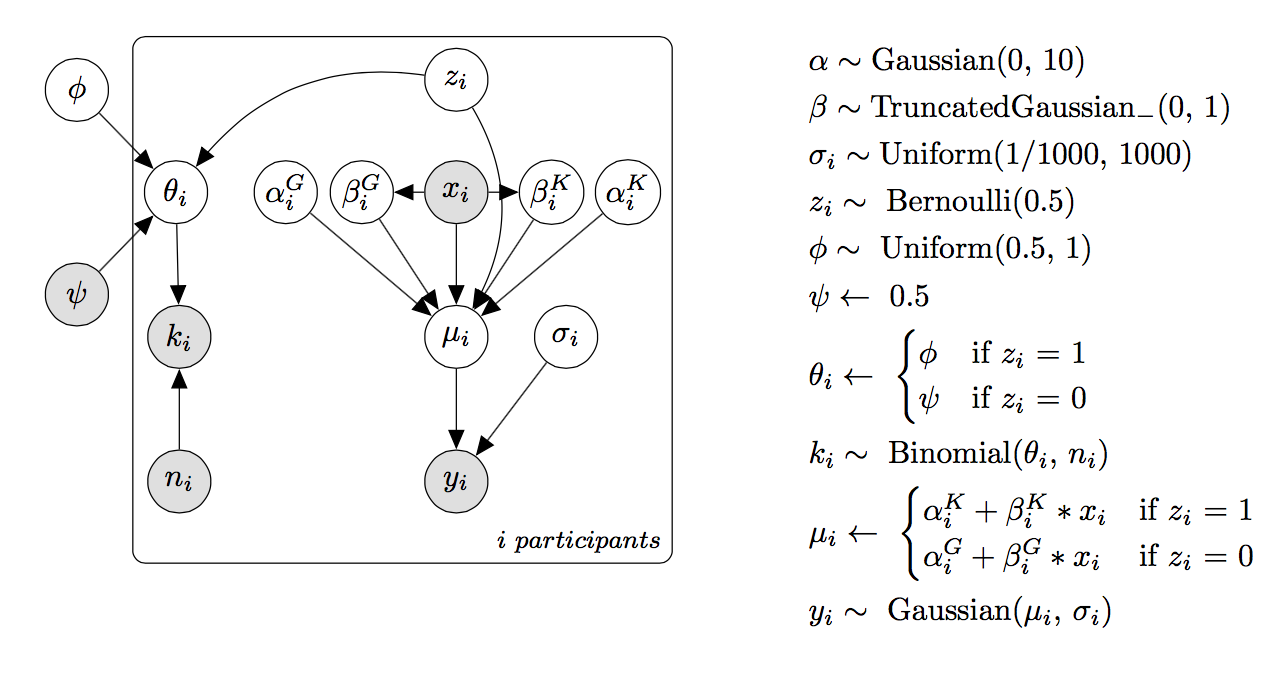 ϕ
z_i
θ_i
α_i^G
β_i^G
x_i
β_i^K
α_i^K
ψ
k_i
μ_i
σ_i
n_i
y_i
i participants
α ∼ Gaussian(0, 10)
β ∼ TruncatedGaussian_−(0, 1)
σ_i ∼ Uniform(1/1000, 1000)
z_i ∼ Bernoulli(0.5)
ϕ ∼ Uniform(0.5, 1)
ψ ← 0.5
θ_i ← { ϕ if z_i = 1
ψ if z_i = 0
k_i ∼ Binomial(θ_i, n_i)
μ_i ← { α_i^K + β_i^K ∗ x_i if z_i = 1
α_i^G + β_i^G ∗ x_i if z_i = 0
y_i ∼ Gaussian(μ_i, σ_i)